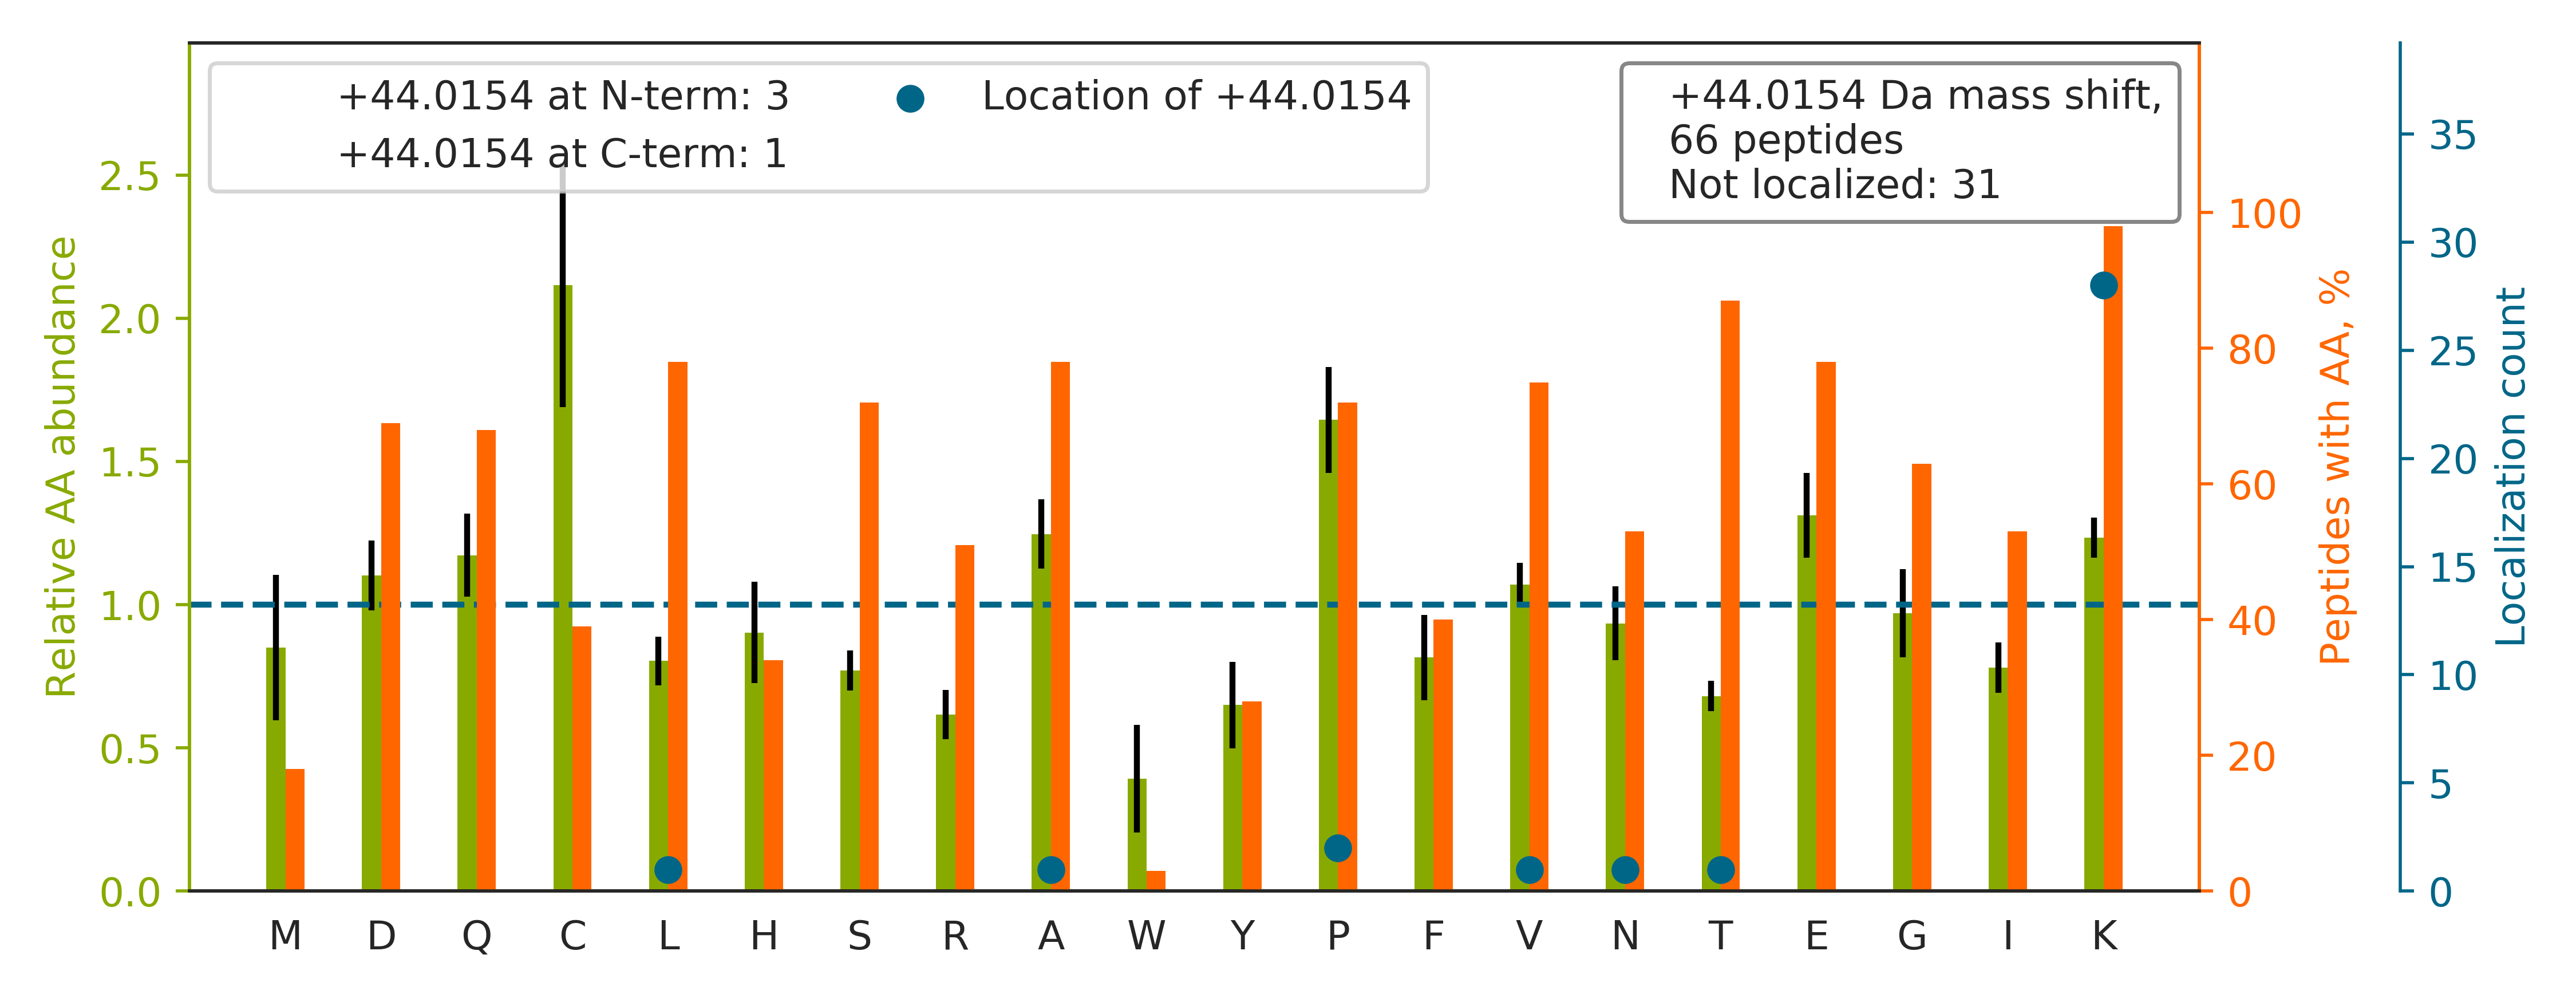 +44.0154 at N-term: 3
+44.0154 at C-term: 1
Location of +44.0154
+44.0154 Da mass shift,
66 peptides
Not localized: 31
Relative AA abundance
2.5
2.0
1.5
1.0
0.5
0.0
M D Q C L H S R A W Y P F V N T E G I K
100
80
60
40
20
0
Peptides with AA, %
35
30
25
20
15
10
5
0
Localization count